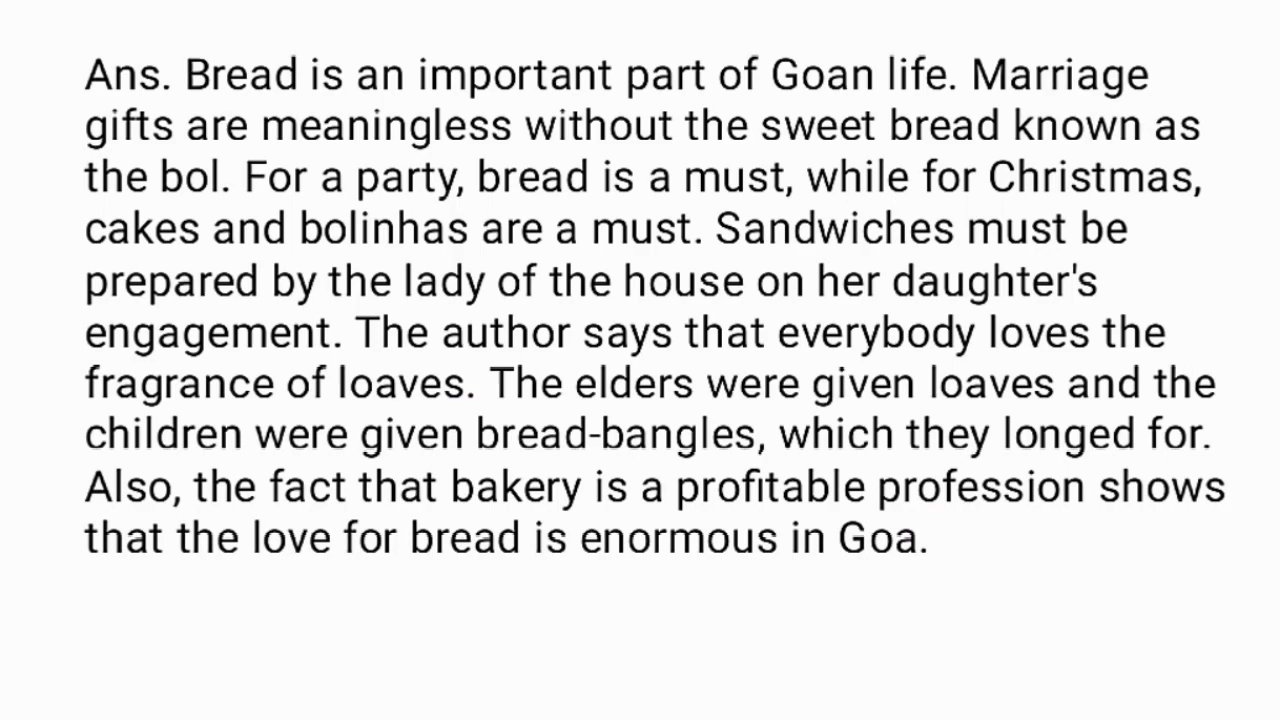 Ans. Bread is an important part of Goan life. Marriage
gifts are meaningless without the sweet bread known as
the bol. For a party, bread is a must, while for Christmas,
cakes and bolinhas are a must. Sandwiches must be
prepared by the lady of the house on her daughter's
engagement. The author says that everybody loves the
fragrance of loaves. The elders were given loaves and the
children were given bread-bangles, which they longed for.
Also, the fact that bakery is a profitable profession shows
that the love for bread is enormous in Goa.